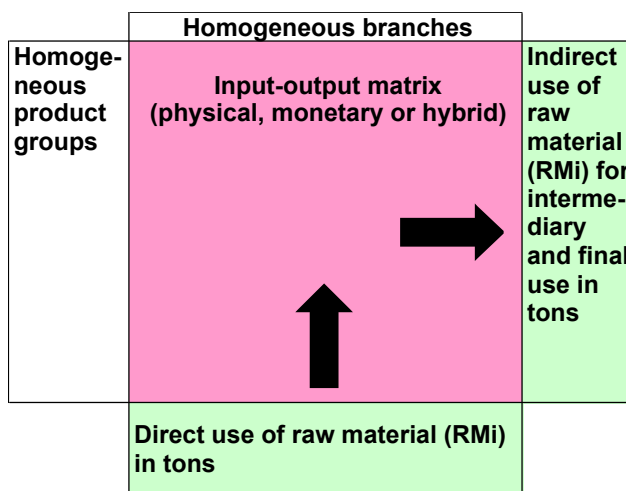 Homogeneous branches
Homoge-
neous
product
groups
Input-output matrix
(physical, monetary or hybrid)
Indirect
use of
raw
material
(RMi) for
interme-
diary
and final
use in
tons
Direct use of raw material (RMi)
in tons